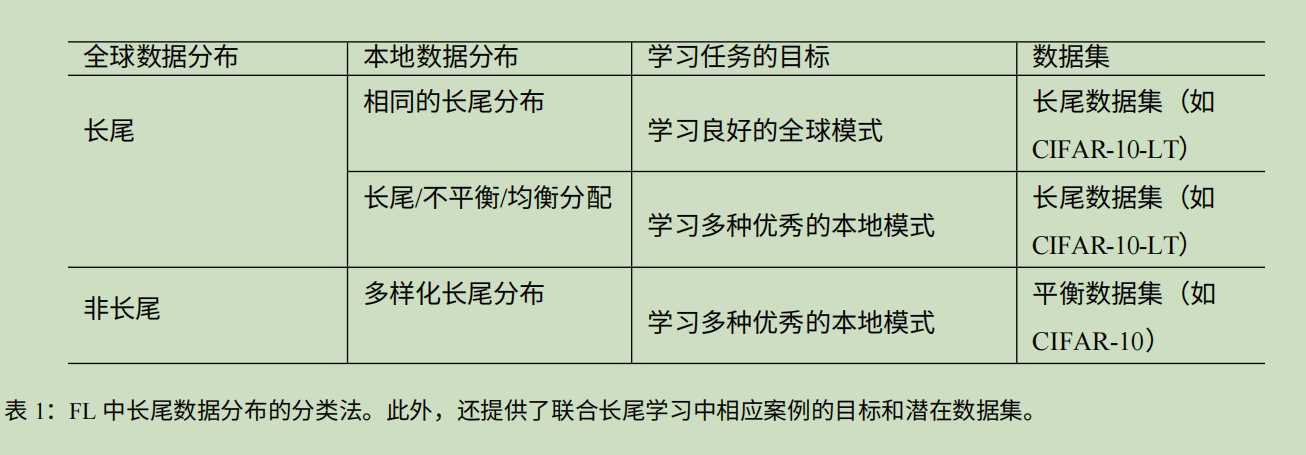 全球数据分布 本地数据分布 学习任务的目标 数据集
长尾 相同的长尾分布 学习良好的全球模式 长尾数据集（如
CIFAR-10-LT）
长尾/不平衡/均衡分配 学习多种优秀的本地模式 长尾数据集（如
CIFAR-10-LT）
非长尾 多样化长尾分布 学习多种优秀的本地模式 平衡数据集（如
CIFAR-10）
表 1：FL 中长尾数据分布的分类法。此外，还提供了联合长尾学习中相应案例的目标和潜在数据集。